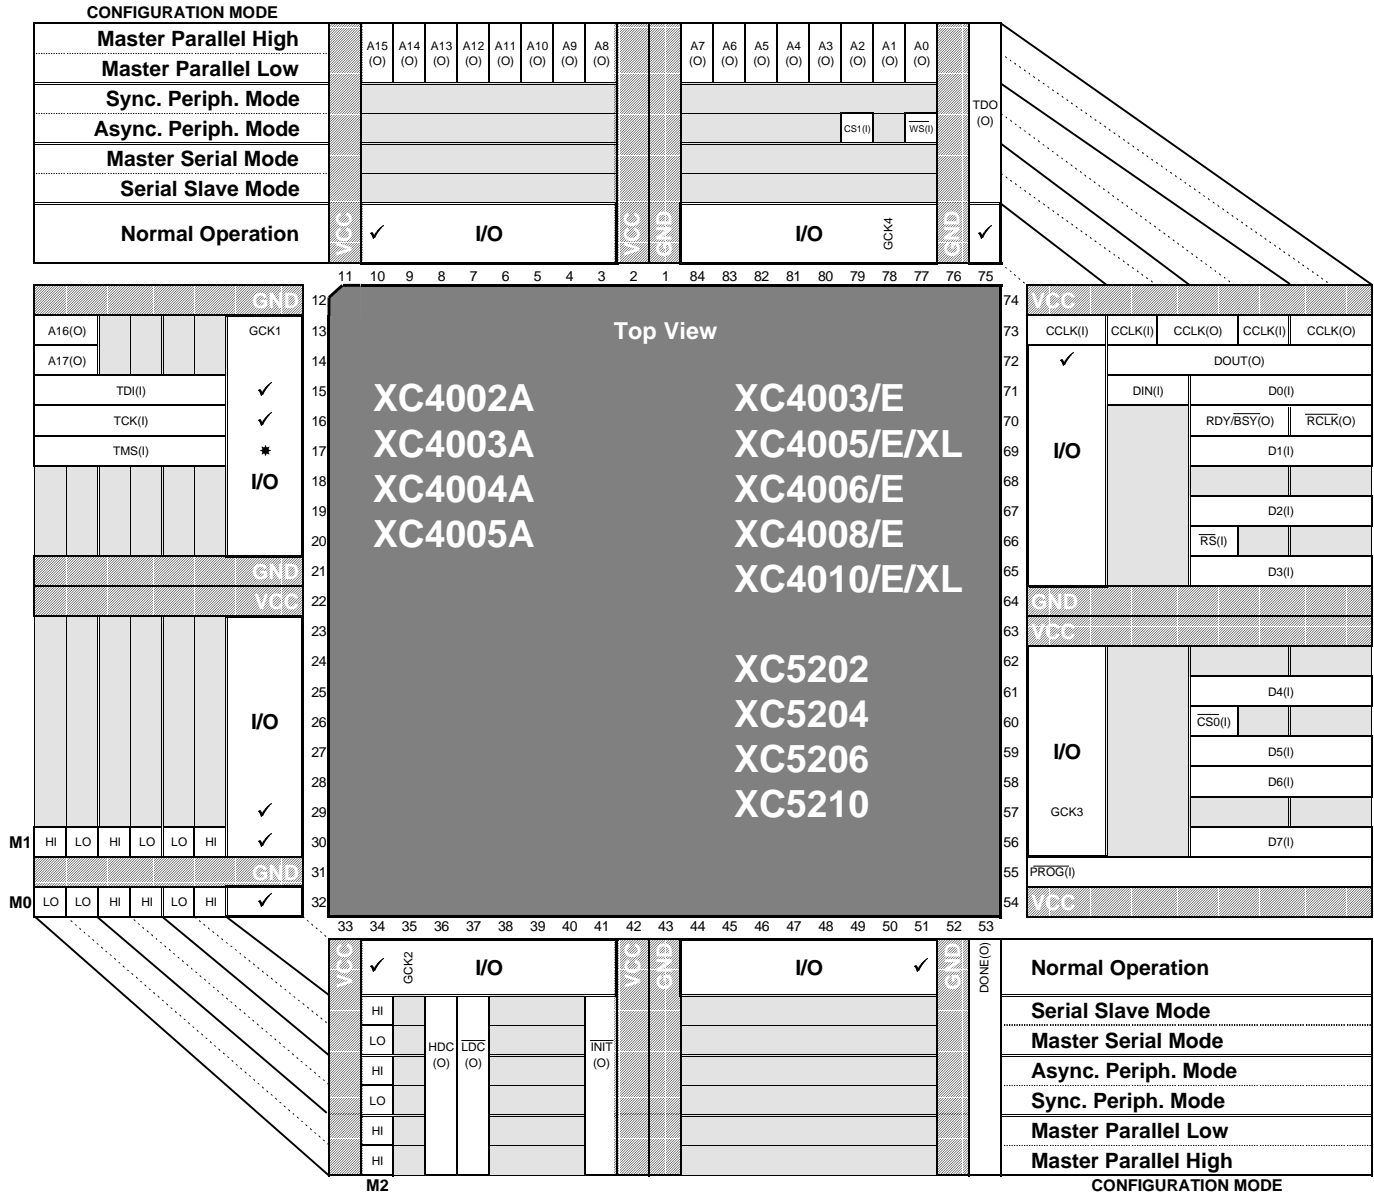 CONFIGURATION MODE
Master Parallel High
Master Parallel Low
Sync. Periph. Mode
Async. Periph. Mode
Master Serial Mode
Serial Slave Mode
Normal Operation
A15 A14 A13 A12 A11 A10 A9 A8 A7 A6 A5 A4 A3 A2 A1 A0
(O) (O) (O) (O) (O) (O) (O) (O) (O) (O) (O) (O) (O) (O) (O) (O)
TDO
(O)
CS1(I) WS(I)
VCC ✓ I/O VCC GND I/O GCK4 GND ✓
11 10 9 8 7 6 5 4 3 2 1 84 83 82 81 80 79 78 77 76 75
GND 12
A16(O) GCK1 13
A17(O) 14
TDI(I) ✓ 15
TCK(I) ✓ 16
TMS(I) ✸ 17
I/O 18
19
20
GND 21
VCC 22
23
24
25
I/O 26
27
28
✓ 29
M1 HI LO HI LO LO HI ✓ 30
GND 31
M0 LO LO HI HI LO HI ✓ 32
Top View
XC4002A XC4003/E
XC4003A XC4005/E/XL
XC4004A XC4006/E
XC4005A XC4008/E
XC4010/E/XL
XC5202
XC5204
XC5206
XC5210
74 VCC
73 CCLK(I) CCLK(I) CCLK(O) CCLK(I) CCLK(O)
72 ✓ DOUT(O)
71 DIN(I) D0(I)
70 RDY/BSY(O) RCLK(O)
69 I/O D1(I)
68
67 D2(I)
66 RS(I)
65 D3(I)
64 GND
63 VCC
62
61 D4(I)
60 CS0(I)
59 I/O D5(I)
58 D6(I)
57 GCK3
56 D7(I)
55 PROG(I)
54 VCC
33 34 35 36 37 38 39 40 41 42 43 44 45 46 47 48 49 50 51 52 53
VCC ✓ GCK2 I/O VCC GND I/O ✓ GND DONE(O)
HI
LO
HI
LO
HI
HI
HDC LDC INIT
(O) (O) (O)
M2
Normal Operation
Serial Slave Mode
Master Serial Mode
Async. Periph. Mode
Sync. Periph. Mode
Master Parallel Low
Master Parallel High
CONFIGURATION MODE